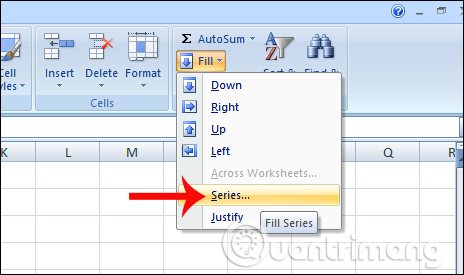 Σ AutoSum
Cell
Styles
Insert
Delete
Format
Fill
Sort &
Find &
Cells
Down
Right
Up
Left
Across Worksheets...
Series...
Justify
Fill Series
K
L
M
Q
R
Quantrimang